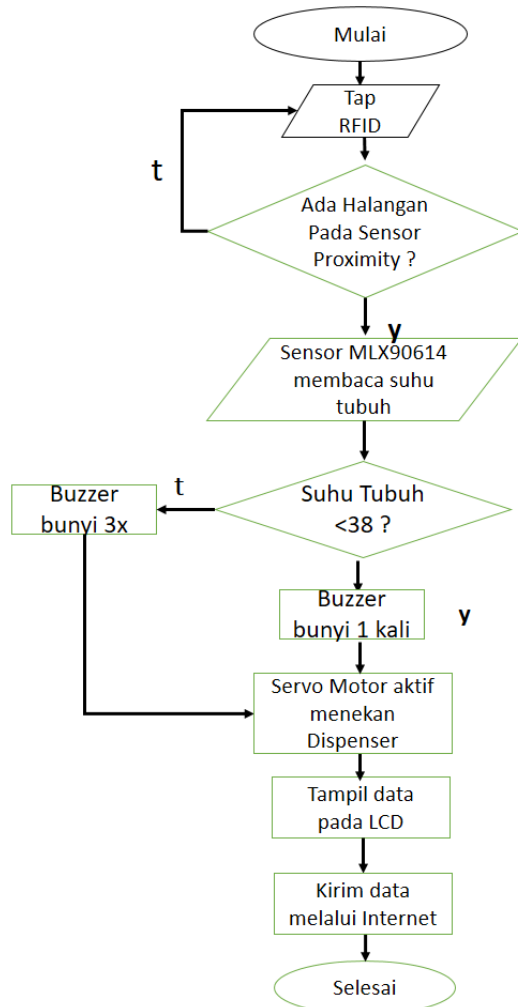 Mulai
Tap
RFID
t
Ada Halangan
Pada Sensor
Proximity ?
y
Sensor MLX90614
membaca suhu
tubuh
Suhu Tubuh
<38 ?
t
Buzzer
bunyi 3x
Buzzer
bunyi 1 kali
y
Servo Motor aktif
menekan
Dispenser
Tampil data
pada LCD
Kirim data
melalui Internet
Selesai